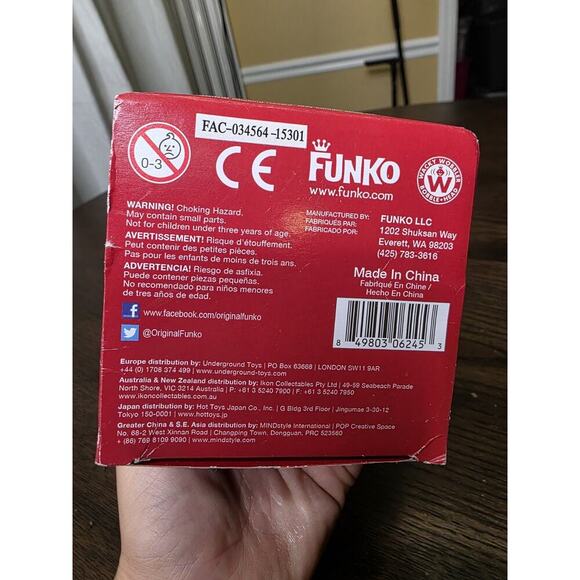 FAC-034564-15301
0-3
CE
FUNKO
www.funko.com
WACKY WOBBLER
W
BOBBLE-HEAD
WARNING! Choking Hazard.
May contain small parts.
Not for children under three years of age.
AVERTISSEMENT! Risque d'étouffement.
Peut contenir des petites pièces.
Pas pour les enfants de moins de trois ans.
ADVERTENCIA! Riesgo de asfixia.
Puede contener piezas pequeñas.
No recomendado para niños menores
de tres años de edad.
MANUFACTURED BY:
FABRIQUÉS PAR:
FABRICADO POR:
FUNKO LLC
1202 Shuksan Way
Everett, WA 98203
(425) 783-3616
Made In China
Fabriqué En Chine /
Hecho En China
f www.facebook.com/originalfunko
@OriginalFunko
8 49803 06245 3
Europe distribution by: Underground Toys | PO Box 63668 | LONDON SW11 9AR
+44 (0) 1708 374 499 | www.underground-toys.com
Australia & New Zealand distribution by: Ikon Collectables Pty Ltd | 49-59 Seabeach Parade
North Shore, VIC 3214 Australia | P: +61 3 5240 7900 | F: +61 3 5240 7950
www.ikoncollectables.com
Japan distribution by: Hot Toys Japan Co., Inc. | G Bldg 3rd Floor | Jingumae 3-30-12
Tokyo 150-0001 | www.hottoys.jp
Greater China & S.E. Asia distribution by: MINDstyle International | POP Creative Space
No. 68-2 West Xinnan Road | Changping Town, Dongguan, PRC 523560
+ (86) 769 8109 9090 | www.mindstyle.com